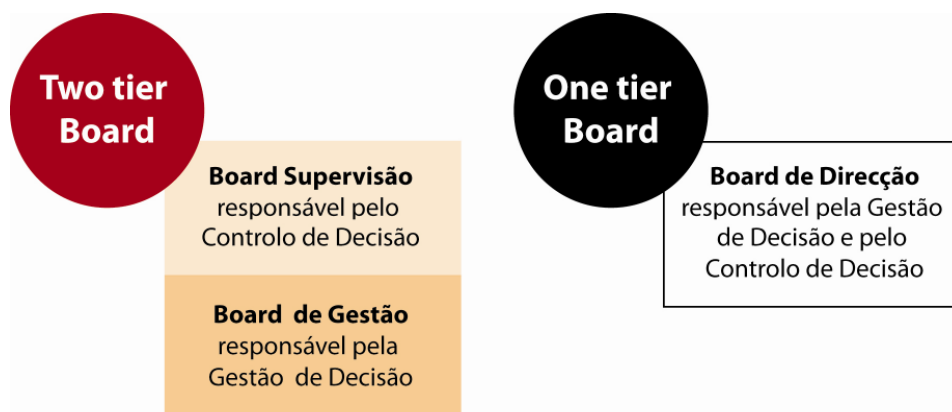 Two tier
Board
Board Supervisão
responsável pelo
Controlo de Decisão
Board de Gestão
responsável pela
Gestão de Decisão
One tier
Board
Board de Direcção
responsável pela Gestão
de Decisão e pelo
Controlo de Decisão